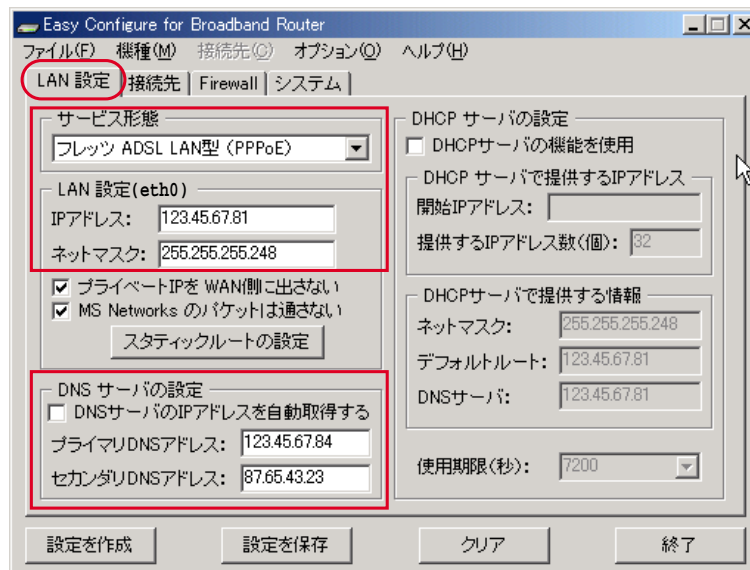 Easy Configure for Broadband Router
ファイル(F) 機種(M) 接続先(C) オプション(O) ヘルプ(H)
LAN 設定 接続先 Firewall システム
サービス形態
フレッツ ADSL LAN型 (PPPoE)
LAN 設定(eth0)
IPアドレス: 123.45.67.81
ネットマスク: 255.255.255.248
プライベートIPを WAN側に出さない
MS Networks のパケットは通さない
スタティックルートの設定
DNS サーバの設定
DNSサーバのIPアドレスを自動取得する
プライマリDNSアドレス: 123.45.67.84
セカンダリDNSアドレス: 87.65.43.23
DHCP サーバの設定
DHCPサーバの機能を使用
DHCP サーバで提供するIPアドレス
開始IPアドレス:
提供するIPアドレス数(個): 32
DHCPサーバで提供する情報
ネットマスク: 255.255.255.248
デフォルトルート: 123.45.67.81
DNSサーバ: 123.45.67.81
使用期限(秒): 7200
設定を作成 設定を保存 クリア 終了